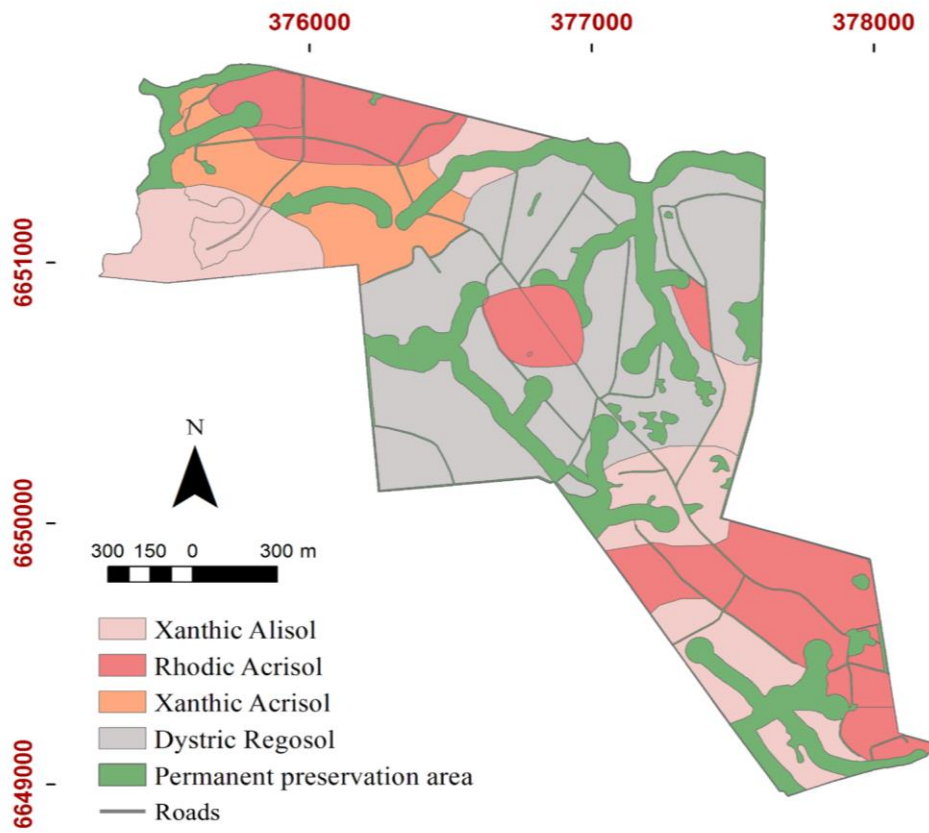 376000 377000 378000
6651000
6650000
6649000
N
300 150 0 300 m
Xanthic Alisol
Rhodic Acrisol
Xanthic Acrisol
Dystric Regosol
Permanent preservation area
Roads